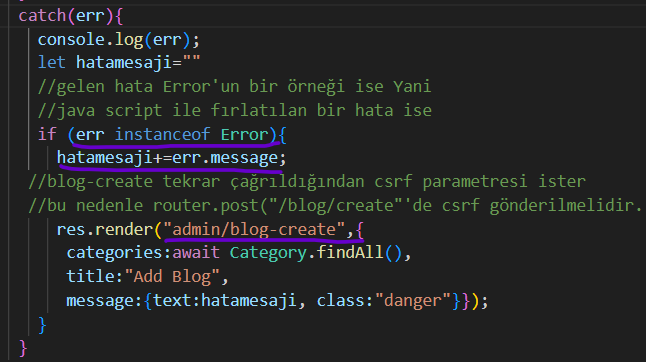 catch(err){
console.log(err);
let hatamesaji=""
//gelen hata Error'un bir örneği ise Yani
//java script ile fırlatılan bir hata ise
if (err instanceof Error){
hatamesaji+=err.message;
//blog-create tekrar çağrıldığından csrf parametresi ister
//bu nedenle router.post("/blog/create"'de csrf gönderilmelidir.
res.render("admin/blog-create",{
categories:await Category.findAll(),
title:"Add Blog",
message:{text:hatamesaji, class:"danger"}});
}
}